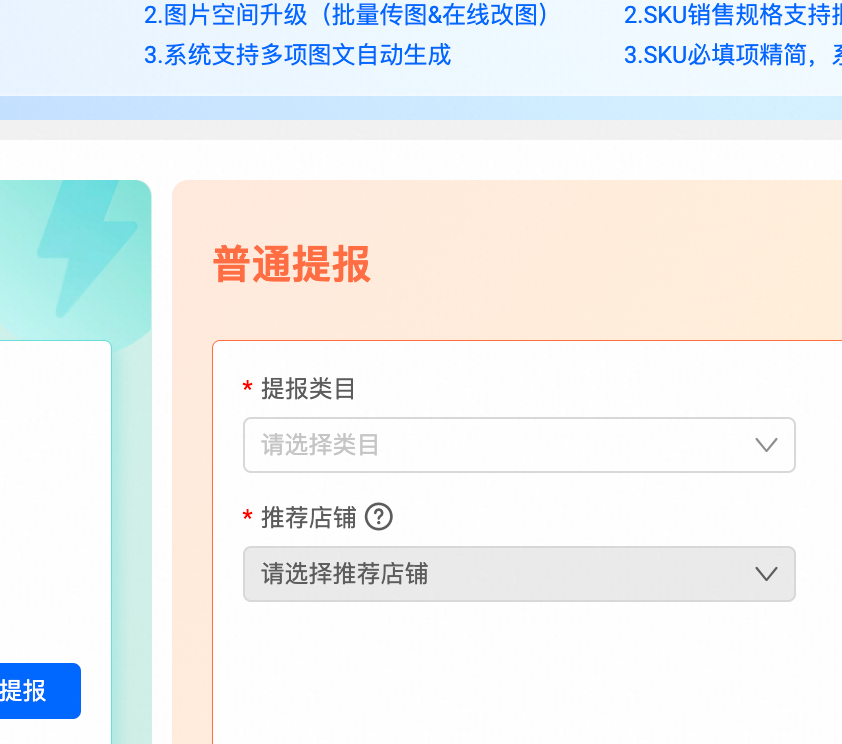 2.图片空间升级（批量传图&在线改图）
2.SKU销售规格支持
3.系统支持多项图文自动生成
3.SKU必填项精简，
普通提报
* 提报类目
请选择类目
* 推荐店铺
请选择推荐店铺
提报